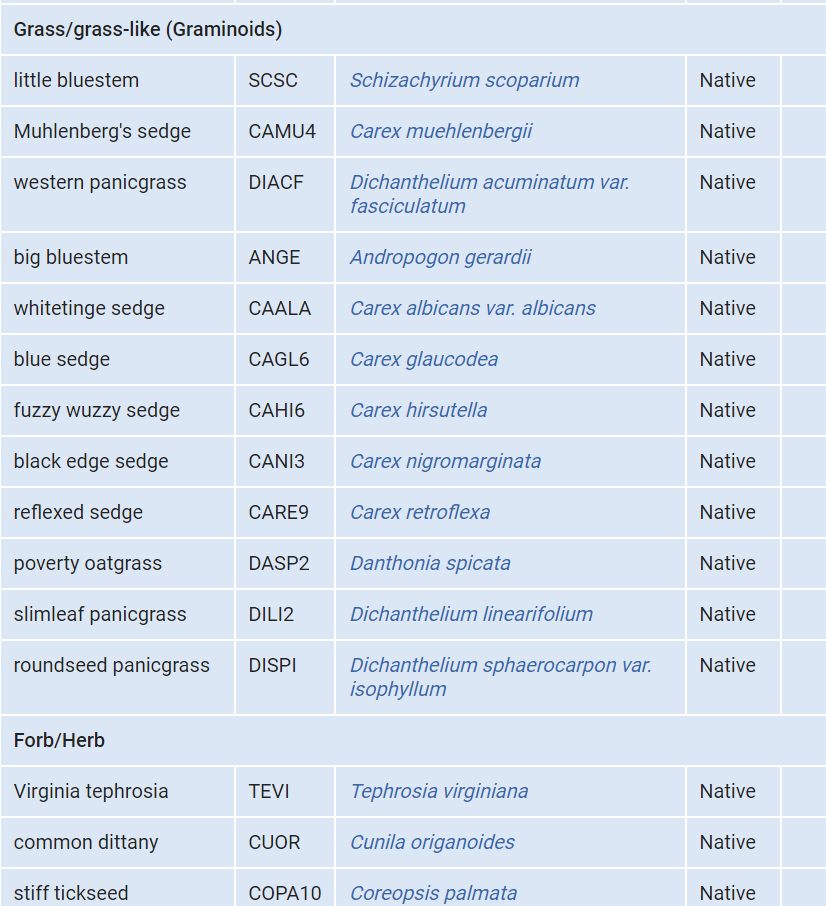 Grass/grass-like (Graminoids)
little bluestem SCSC Schizachyrium scoparium Native
Muhlenberg's sedge CAMU4 Carex muehlenbergii Native
western panicgrass DIACF Dichanthelium acuminatum var. Native
fasciculatum
big bluestem ANGE Andropogon gerardii Native
whitetinge sedge CAALA Carex albicans var. albicans Native
blue sedge CAGL6 Carex glaucodea Native
fuzzy wuzzy sedge CAHI6 Carex hirsutella Native
black edge sedge CANI3 Carex nigromarginata Native
reflexed sedge CARE9 Carex retroflexa Native
poverty oatgrass DASP2 Danthonia spicata Native
slimleaf panicgrass DILI2 Dichanthelium linearifolium Native
roundseed panicgrass DISPI Dichanthelium sphaerocarpon var. Native
isophyllum
Forb/Herb
Virginia tephrosia TEVI Tephrosia virginiana Native
common dittany CUOR Cunila origanoides Native
stiff tickseed COPA10 Coreopsis palmata Native